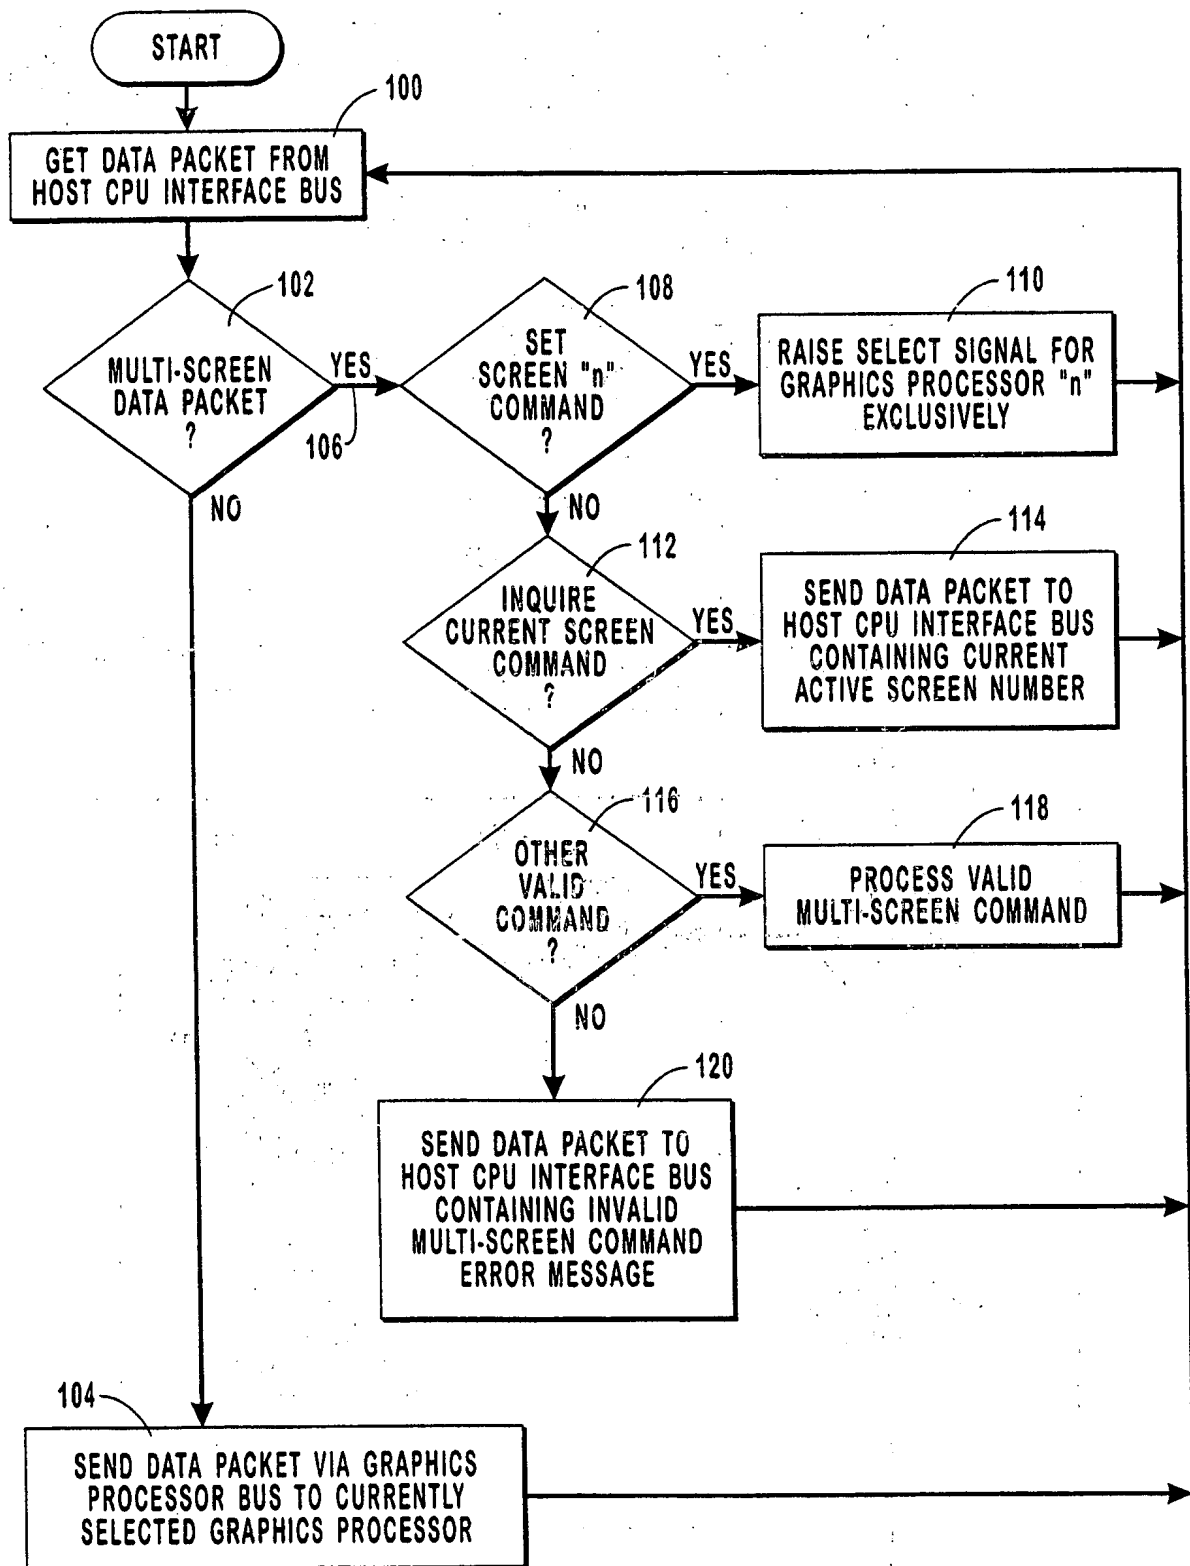 START
100
GET DATA PACKET FROM
HOST CPU INTERFACE BUS
102
MULTI-SCREEN
DATA PACKET
?
YES
106
NO
108
SET
SCREEN "n"
COMMAND
?
YES
NO
110
RAISE SELECT SIGNAL FOR
GRAPHICS PROCESSOR "n"
EXCLUSIVELY
112
INQUIRE
CURRENT SCREEN
COMMAND
?
YES
NO
114
SEND DATA PACKET TO
HOST CPU INTERFACE BUS
CONTAINING CURRENT
ACTIVE SCREEN NUMBER
116
OTHER
VALID
COMMAND
?
YES
NO
118
PROCESS VALID
MULTI-SCREEN COMMAND
120
SEND DATA PACKET TO
HOST CPU INTERFACE BUS
CONTAINING INVALID
MULTI-SCREEN COMMAND
ERROR MESSAGE
104
SEND DATA PACKET VIA GRAPHICS
PROCESSOR BUS TO CURRENTLY
SELECTED GRAPHICS PROCESSOR